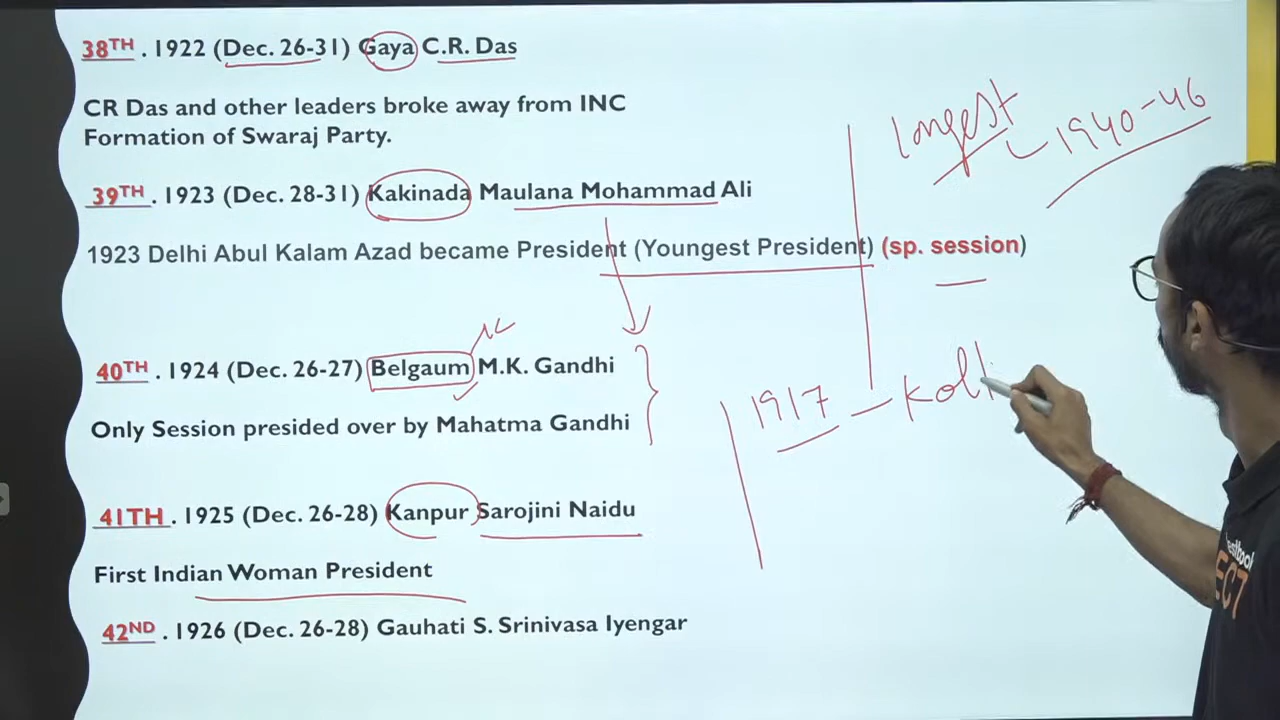 38TH . 1922 (Dec. 26-31) Gaya C.R. Das
CR Das and other leaders broke away from INC
Formation of Swaraj Party.
39TH . 1923 (Dec. 28-31) Kakinada Maulana Mohammad Ali
1923 Delhi Abul Kalam Azad became President (Youngest President) (sp. session)
40TH . 1924 (Dec. 26-27) Belgaum M.K. Gandhi
Only Session presided over by Mahatma Gandhi
41TH . 1925 (Dec. 26-28) Kanpur Sarojini Naidu
First Indian Woman President
42ND . 1926 (Dec. 26-28) Gauhati S. Srinivasa Iyengar
Longest
1940-46
1917 - Kol